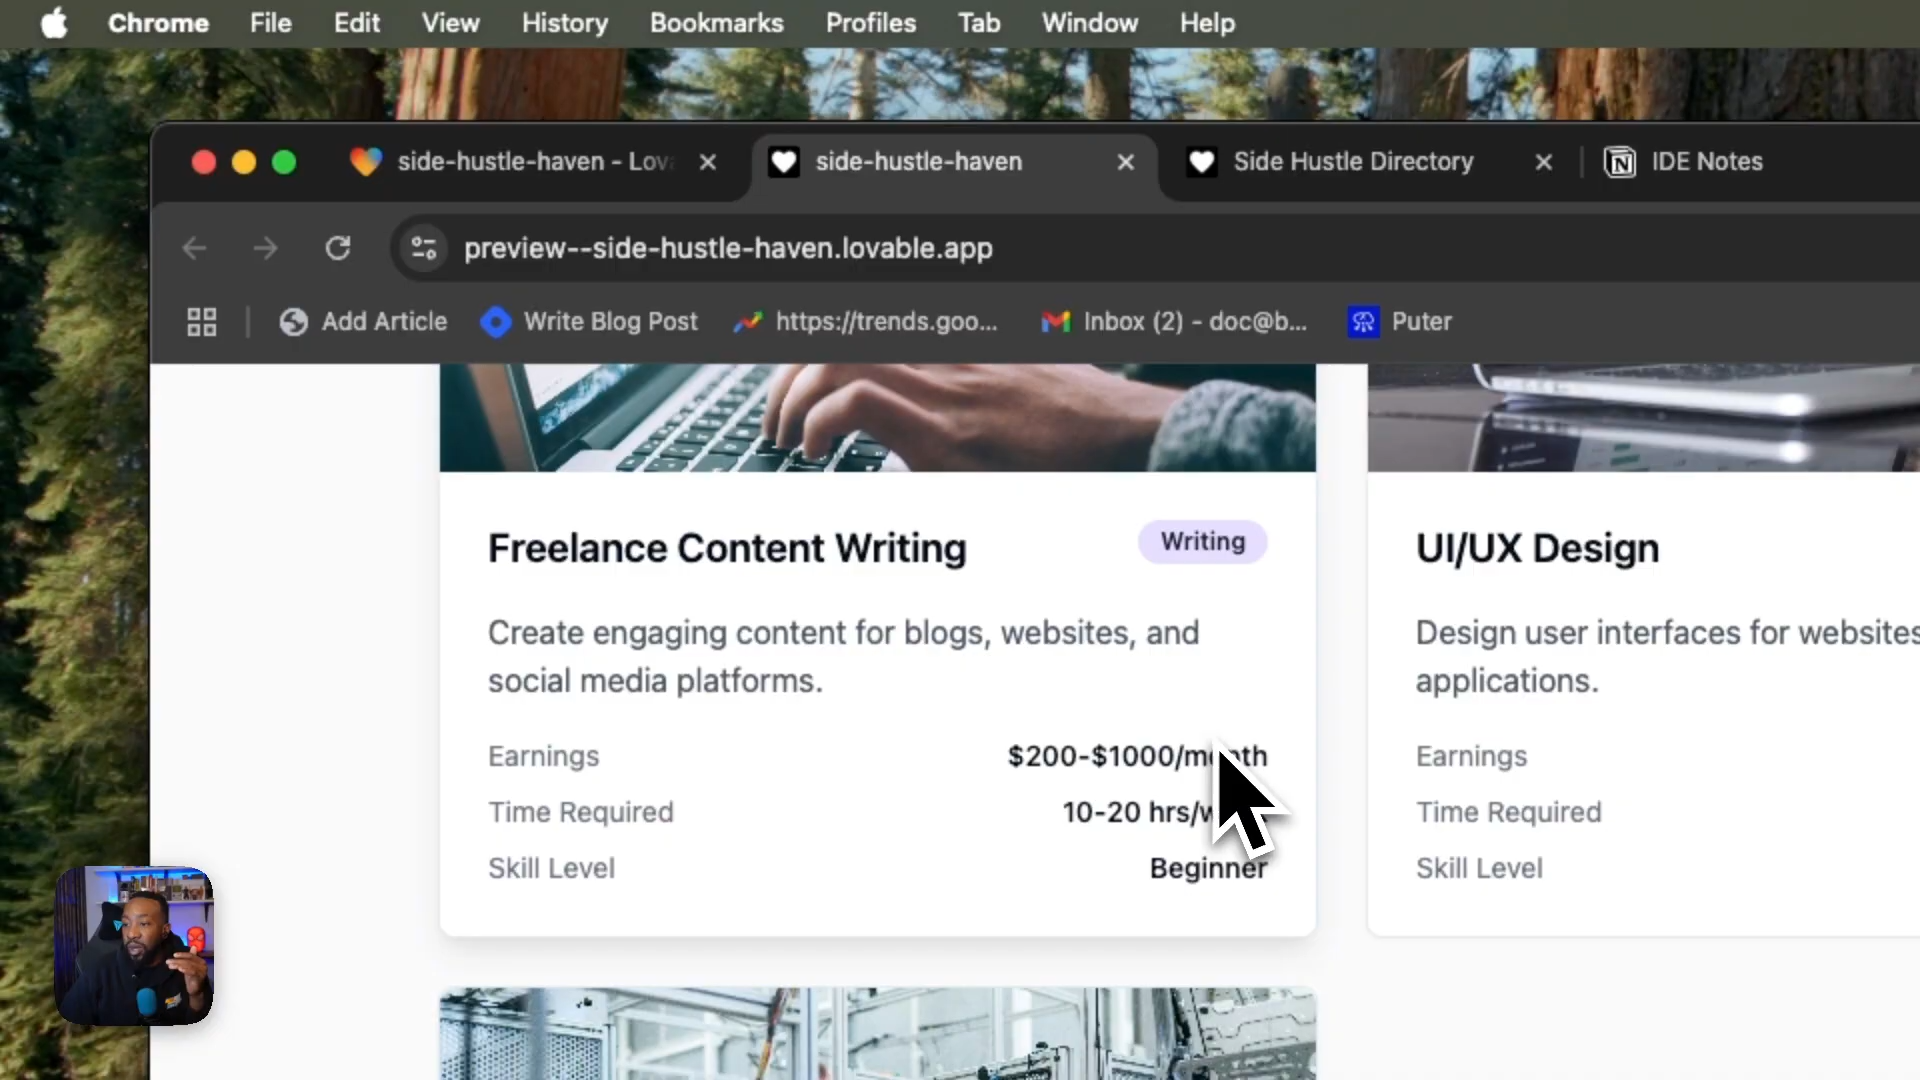 Chrome File Edit View History Bookmarks Profiles Tab Window Help
side-hustle-haven - Lov
side-hustle-haven
Side Hustle Directory
IDE Notes
preview--side-hustle-haven.lovable.app
Add Article
Write Blog Post
https://trends.goo...
Inbox (2) - doc@b...
Puter
Freelance Content Writing
Writing
Create engaging content for blogs, websites, and
social media platforms.
Earnings $200-$1000/month
Time Required 10-20 hrs/
Skill Level Beginner
UI/UX Design
Design user interfaces for websites
applications.
Earnings
Time Required
Skill Level